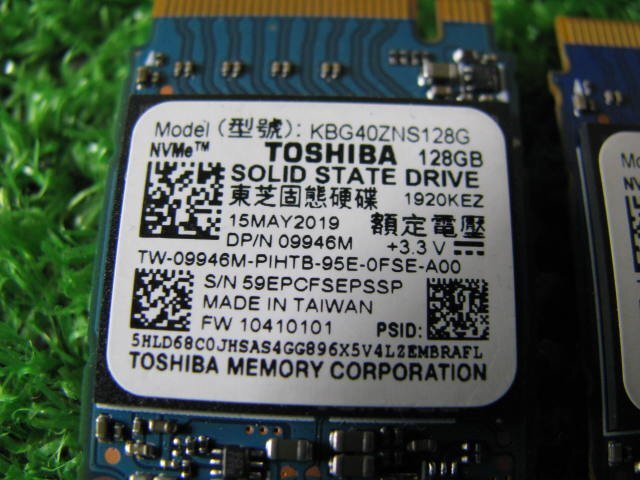 Model (型號): KBG40ZNS128G
NVMe™ TOSHIBA 128GB
SOLID STATE DRIVE
東芝固態硬碟 1920KEZ
15MAY2019 額定電壓
DP/N 09946M +3.3 V
TW-09946M-PIHTB-95E-0FSE-A00
S/N 59EPCFSEPSSP
MADE IN TAIWAN
FW 10410101 PSID:
5HLD68C0JHSAS4GG896X5V4LZEMBRAFL
TOSHIBA MEMORY CORPORATION